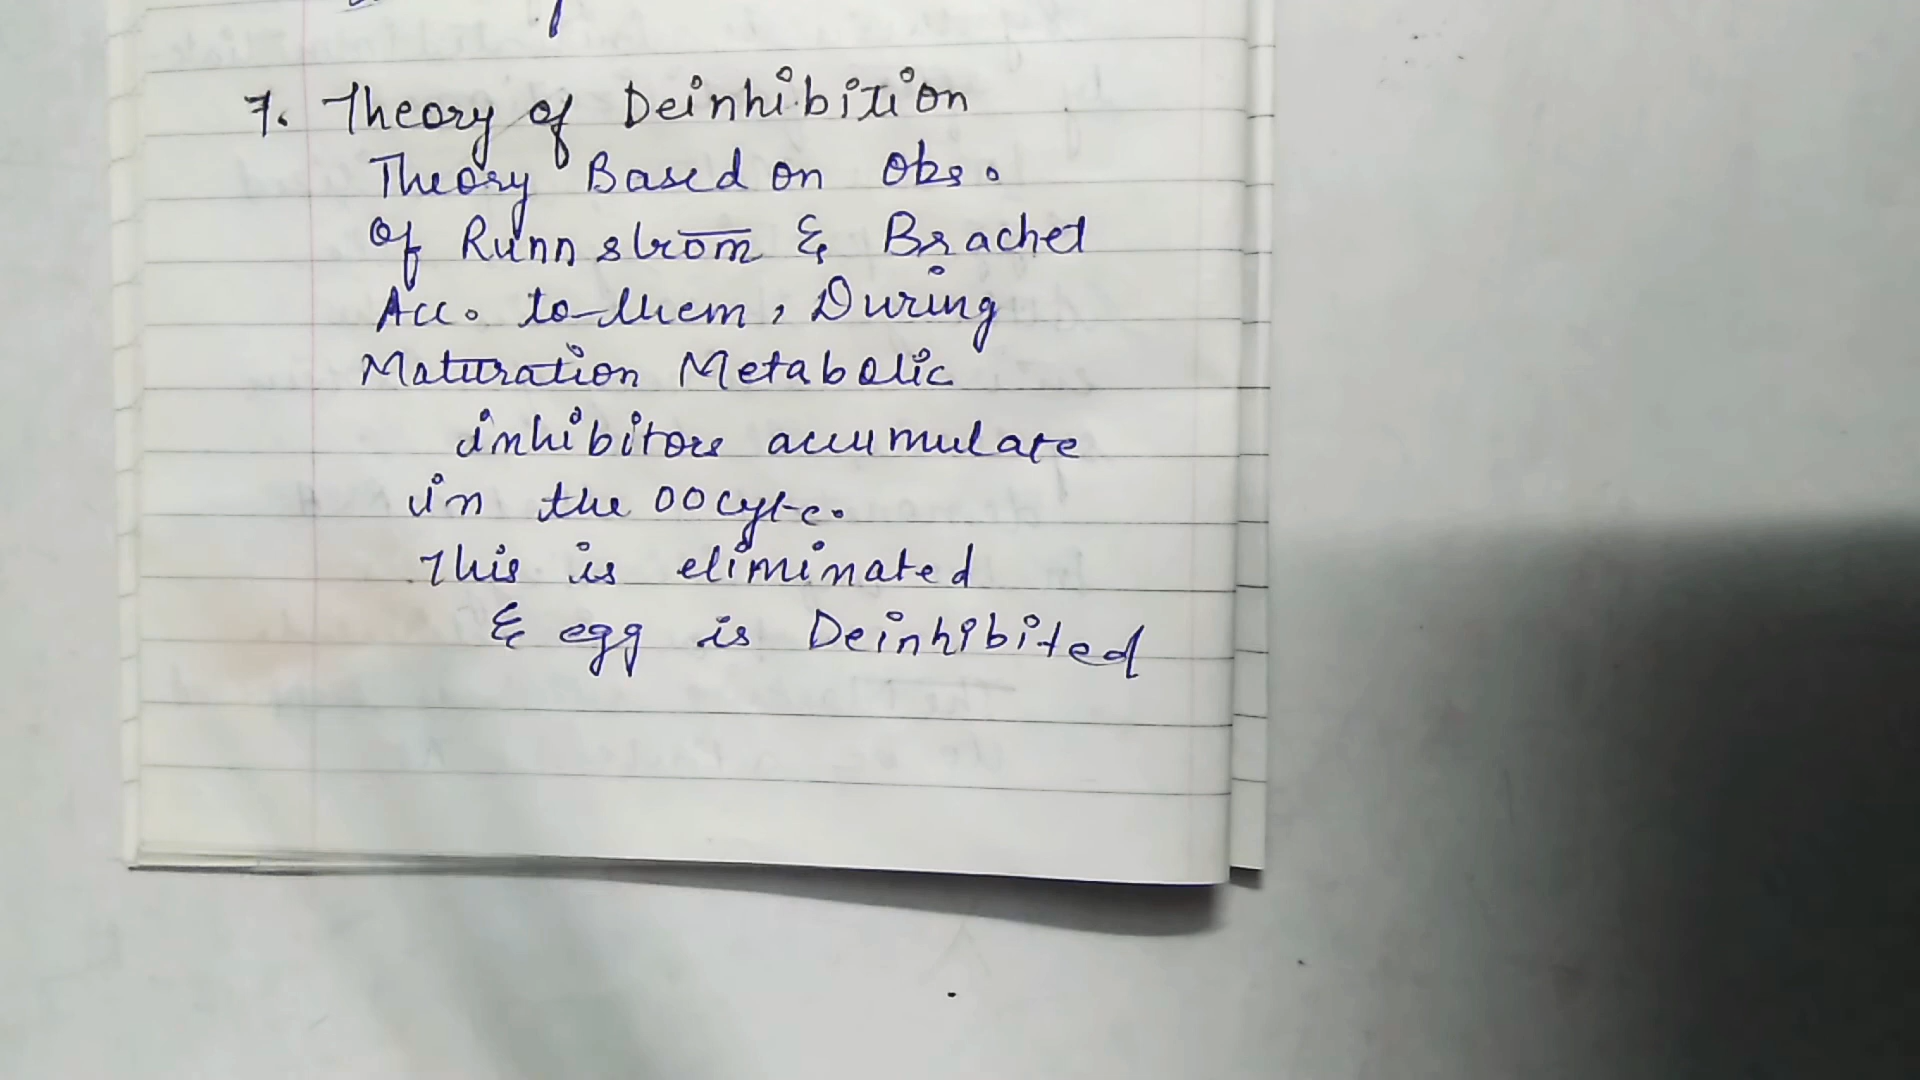 7. Theory of Deinhibition
Theory Based on Obs.
Of Runnstrom & Brachet
Acc. to them, During
Maturation Metabolic
inhibitors accumulate
in the oocyte.
This is eliminated
& egg is Deinhibited